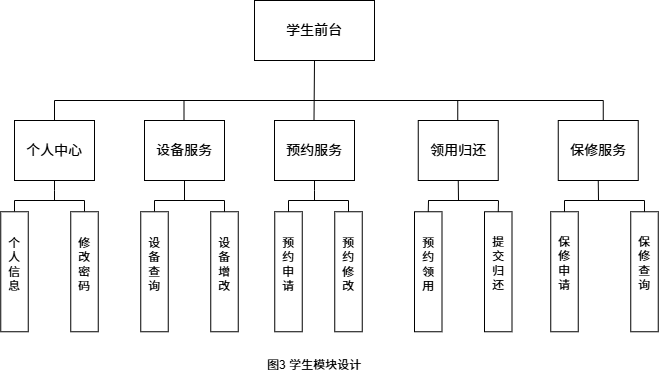 学生前台
个人中心
设备服务
预约服务
领用归还
保修服务
个人信息
修改密码
设备查询
设备增改
预约申请
预约修改
预约领用
提交归还
保修申请
保修查询
图3 学生模块设计